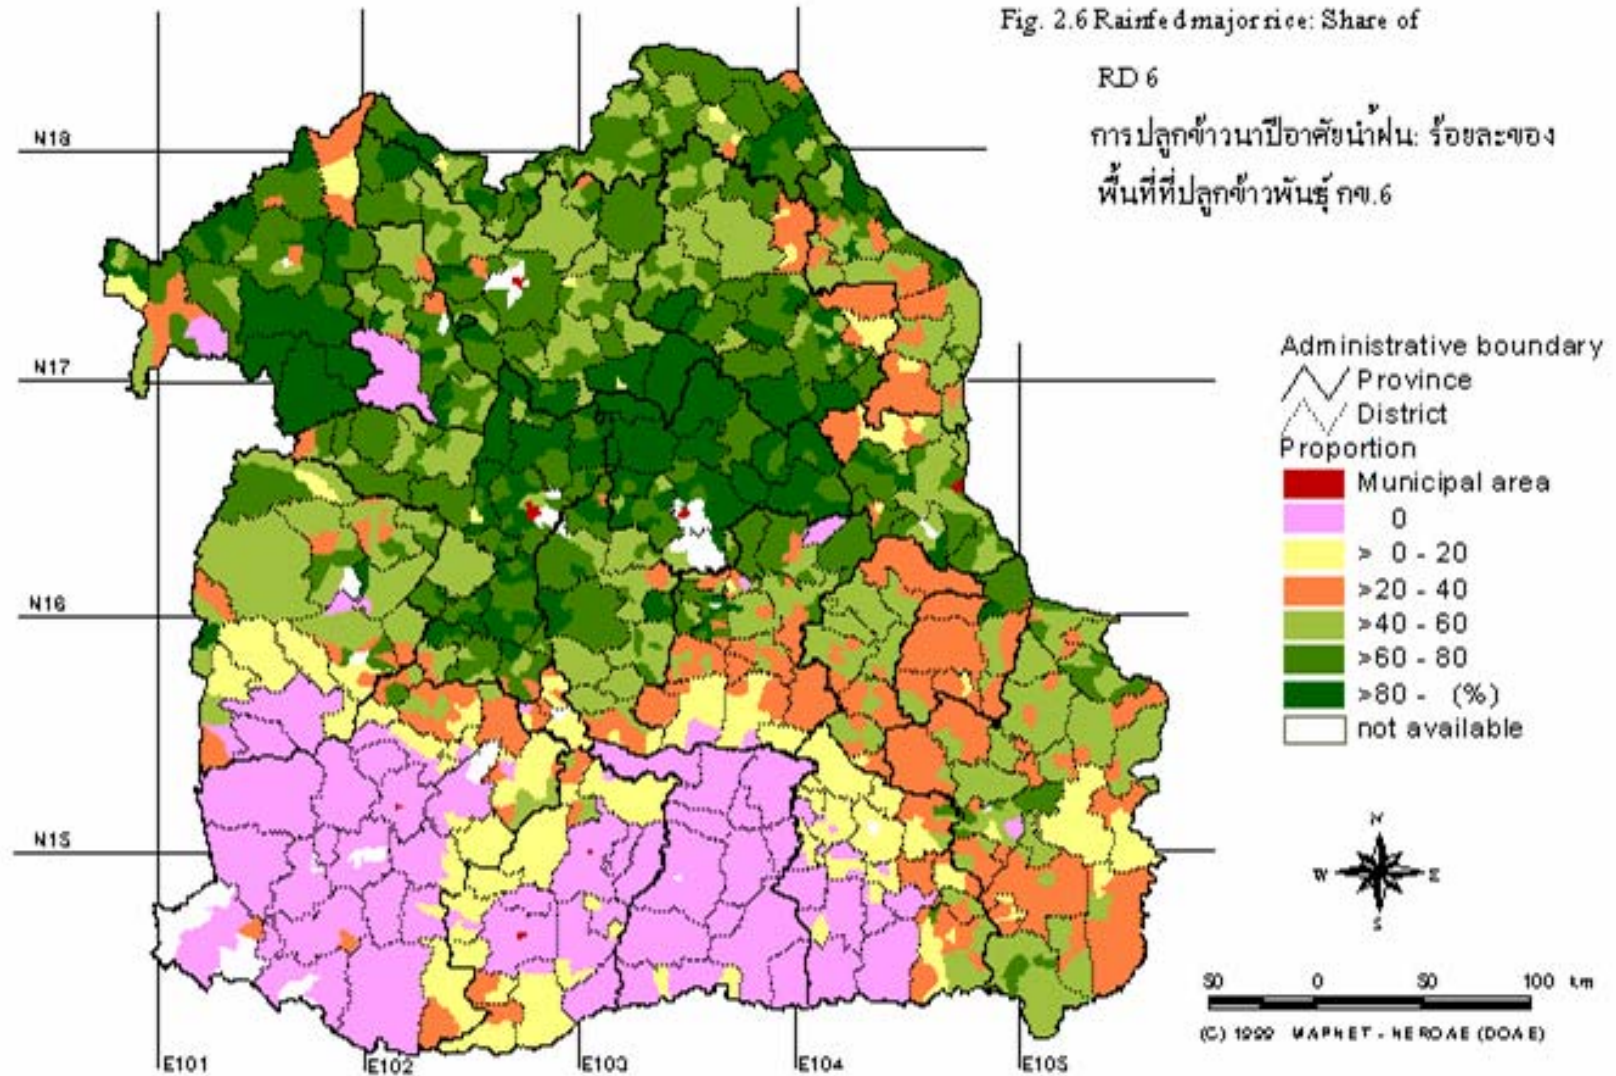 Fig. 2.6 Rainfed major rice: Share of
RD 6
การปลูกข้าวนาปีอาศัยน้ำฝน: ร้อยละของ
พื้นที่ที่ปลูกข้าวพันธุ์ กข.6
N18
N17
N16
N15
E101
E102
E103
E104
E105
Administrative boundary
Province
District
Proportion
Municipal area
0
> 0 - 20
>20 - 40
>40 - 60
>60 - 80
>80 - (%)
not available
N
W E
S
50 0 50 100 km
(C) 1999 MAPNET - NEROAE (DOAE)